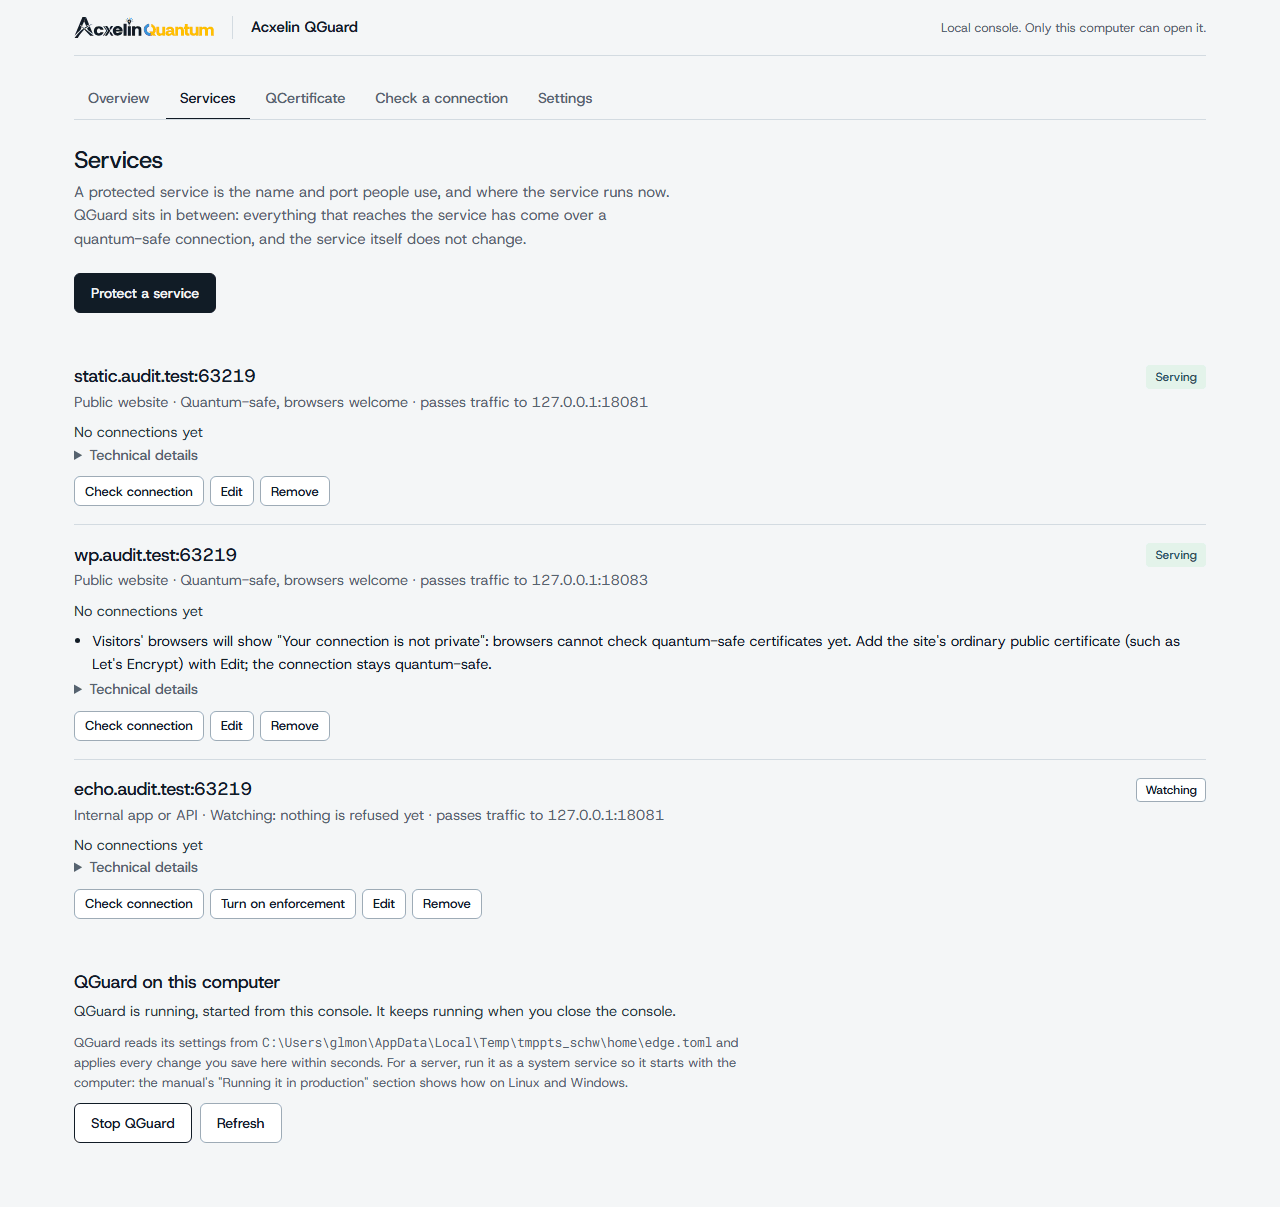 Acxelin Quantum
Acxelin QGuard
Local console. Only this computer can open it.
Overview
Services
QCertificate
Check a connection
Settings
Services
A protected service is the name and port people use, and where the service runs now.
QGuard sits in between: everything that reaches the service has come over a
quantum-safe connection, and the service itself does not change.
Protect a service
static.audit.test:63219
Serving
Public website · Quantum-safe, browsers welcome · passes traffic to 127.0.0.1:18081
No connections yet
Technical details
Check connection
Edit
Remove
wp.audit.test:63219
Serving
Public website · Quantum-safe, browsers welcome · passes traffic to 127.0.0.1:18083
No connections yet
• Visitors' browsers will show "Your connection is not private": browsers cannot check quantum-safe certificates yet. Add the site's ordinary public certificate (such as
Let's Encrypt) with Edit; the connection stays quantum-safe.
Technical details
Check connection
Edit
Remove
echo.audit.test:63219
Watching
Internal app or API · Watching: nothing is refused yet · passes traffic to 127.0.0.1:18081
No connections yet
Technical details
Check connection
Turn on enforcement
Edit
Remove
QGuard on this computer
QGuard is running, started from this console. It keeps running when you close the console.
QGuard reads its settings from C:\Users\glmon\AppData\Local\Temp\tmppts_schw\home\edge.toml and
applies every change you save here within seconds. For a server, run it as a system service so it starts with the
computer: the manual's "Running it in production" section shows how on Linux and Windows.
Stop QGuard
Refresh